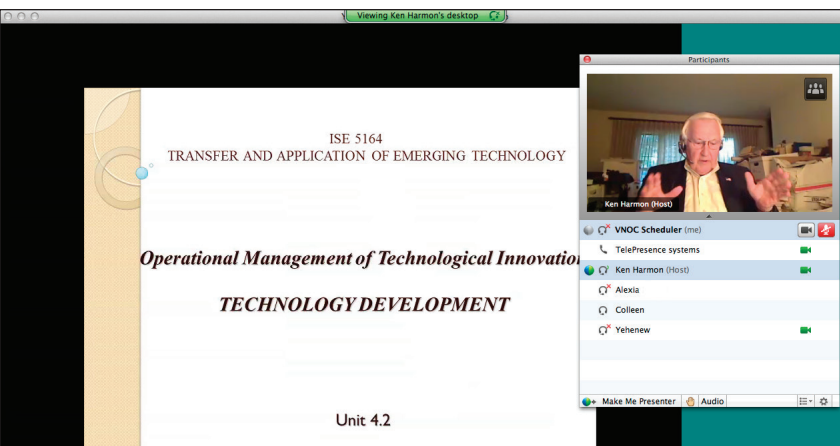 Viewing Ken Harmon's desktop
Participants
ISE 5164
TRANSFER AND APPLICATION OF EMERGING TECHNOLOGY
Operational Management of Technological Innovation
TECHNOLOGY DEVELOPMENT
Unit 4.2
Ken Harmon (Host)
VNOC Scheduler (me)
TelePresence systems
Ken Harmon (Host)
Alexia
Colleen
Yehenew
Make Me Presenter
Audio